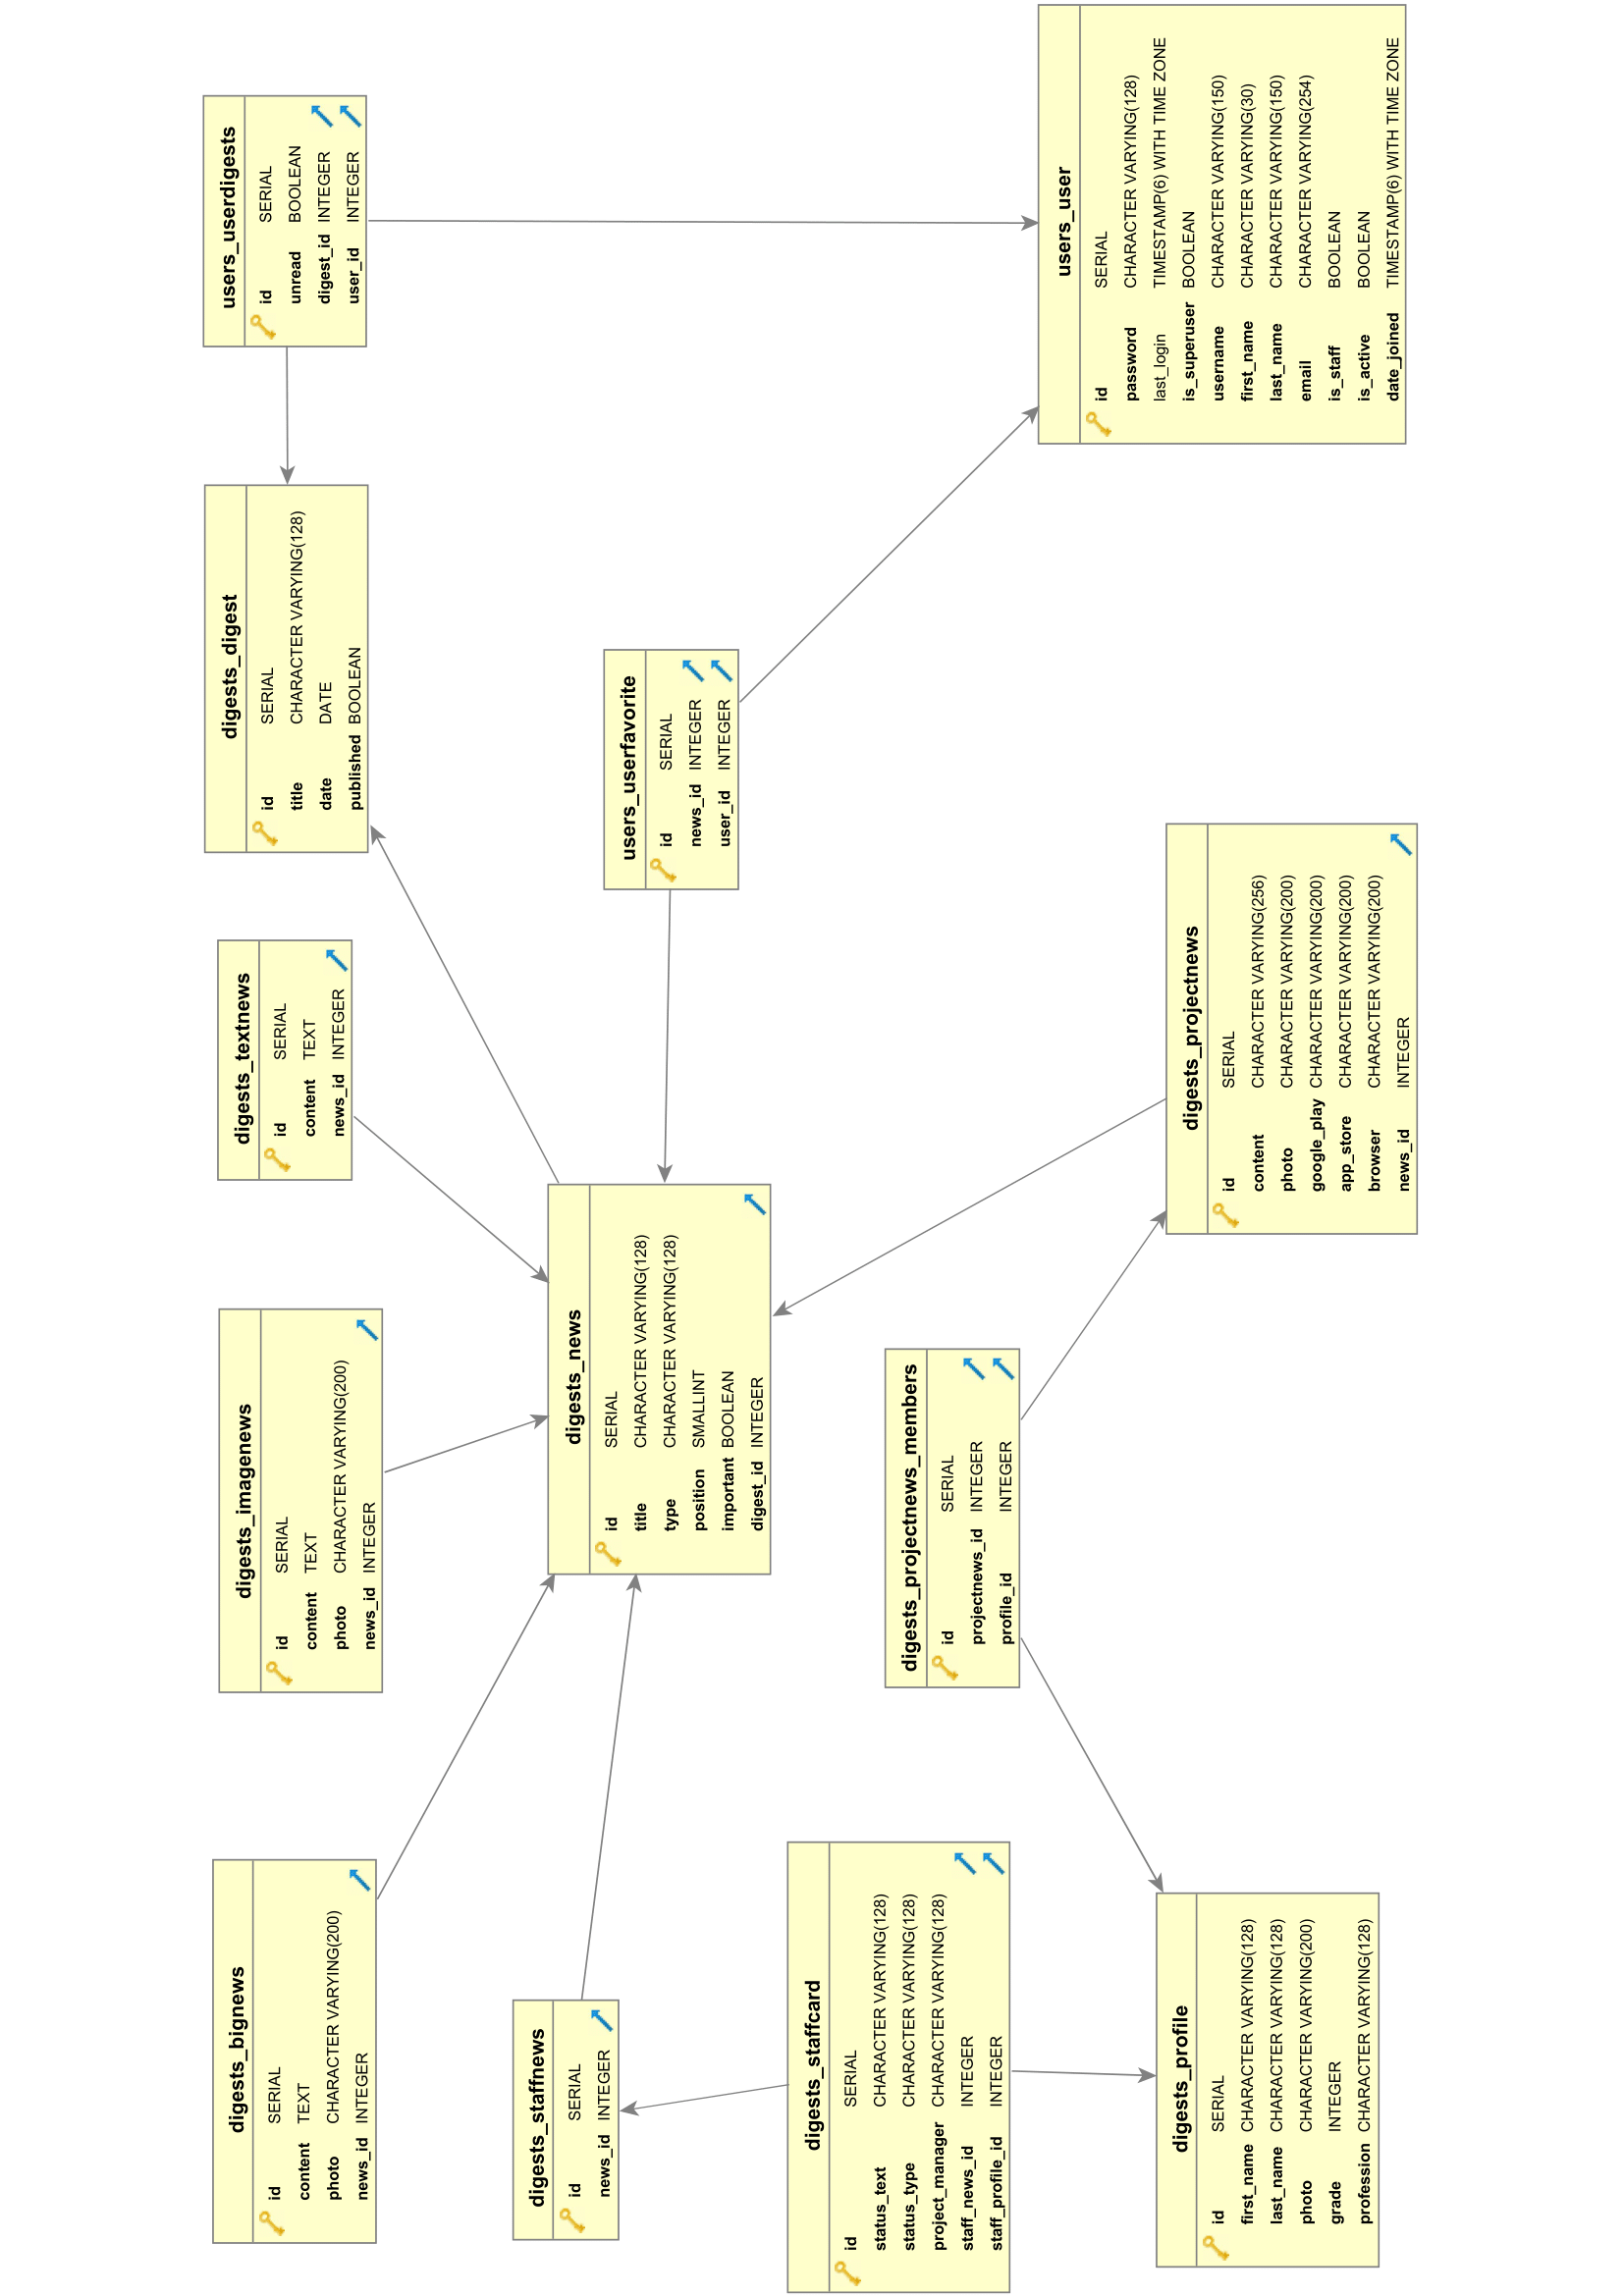 users_userdigests
id SERIAL
unread BOOLEAN
digest_id INTEGER
user_id INTEGER
digests_digest
id SERIAL
title CHARACTER VARYING(128)
date DATE
published BOOLEAN
digests_textnews
id SERIAL
content TEXT
news_id INTEGER
digests_imagenews
id SERIAL
content TEXT
photo CHARACTER VARYING(200)
news_id INTEGER
digests_bignews
id SERIAL
content TEXT
photo CHARACTER VARYING(200)
news_id INTEGER
users_userfavorite
id SERIAL
news_id INTEGER
user_id INTEGER
digests_news
id SERIAL
title CHARACTER VARYING(128)
type CHARACTER VARYING(128)
position SMALLINT
important BOOLEAN
digest_id INTEGER
digests_staffnews
id SERIAL
news_id INTEGER
digests_projectnews_members
id SERIAL
projectnews_id INTEGER
profile_id INTEGER
digests_staffcard
id SERIAL
status_text CHARACTER VARYING(128)
status_type CHARACTER VARYING(128)
project_manager CHARACTER VARYING(128)
staff_news_id INTEGER
staff_profile_id INTEGER
users_user
id SERIAL
password CHARACTER VARYING(128)
last_login TIMESTAMP(6) WITH TIME ZONE
is_superuser BOOLEAN
username CHARACTER VARYING(150)
first_name CHARACTER VARYING(30)
last_name CHARACTER VARYING(150)
email CHARACTER VARYING(254)
is_staff BOOLEAN
is_active BOOLEAN
date_joined TIMESTAMP(6) WITH TIME ZONE
digests_projectnews
id SERIAL
content CHARACTER VARYING(256)
photo CHARACTER VARYING(200)
google_play CHARACTER VARYING(200)
app_store CHARACTER VARYING(200)
browser CHARACTER VARYING(200)
news_id INTEGER
digests_profile
id SERIAL
first_name CHARACTER VARYING(128)
last_name CHARACTER VARYING(128)
photo CHARACTER VARYING(200)
grade INTEGER
profession CHARACTER VARYING(128)